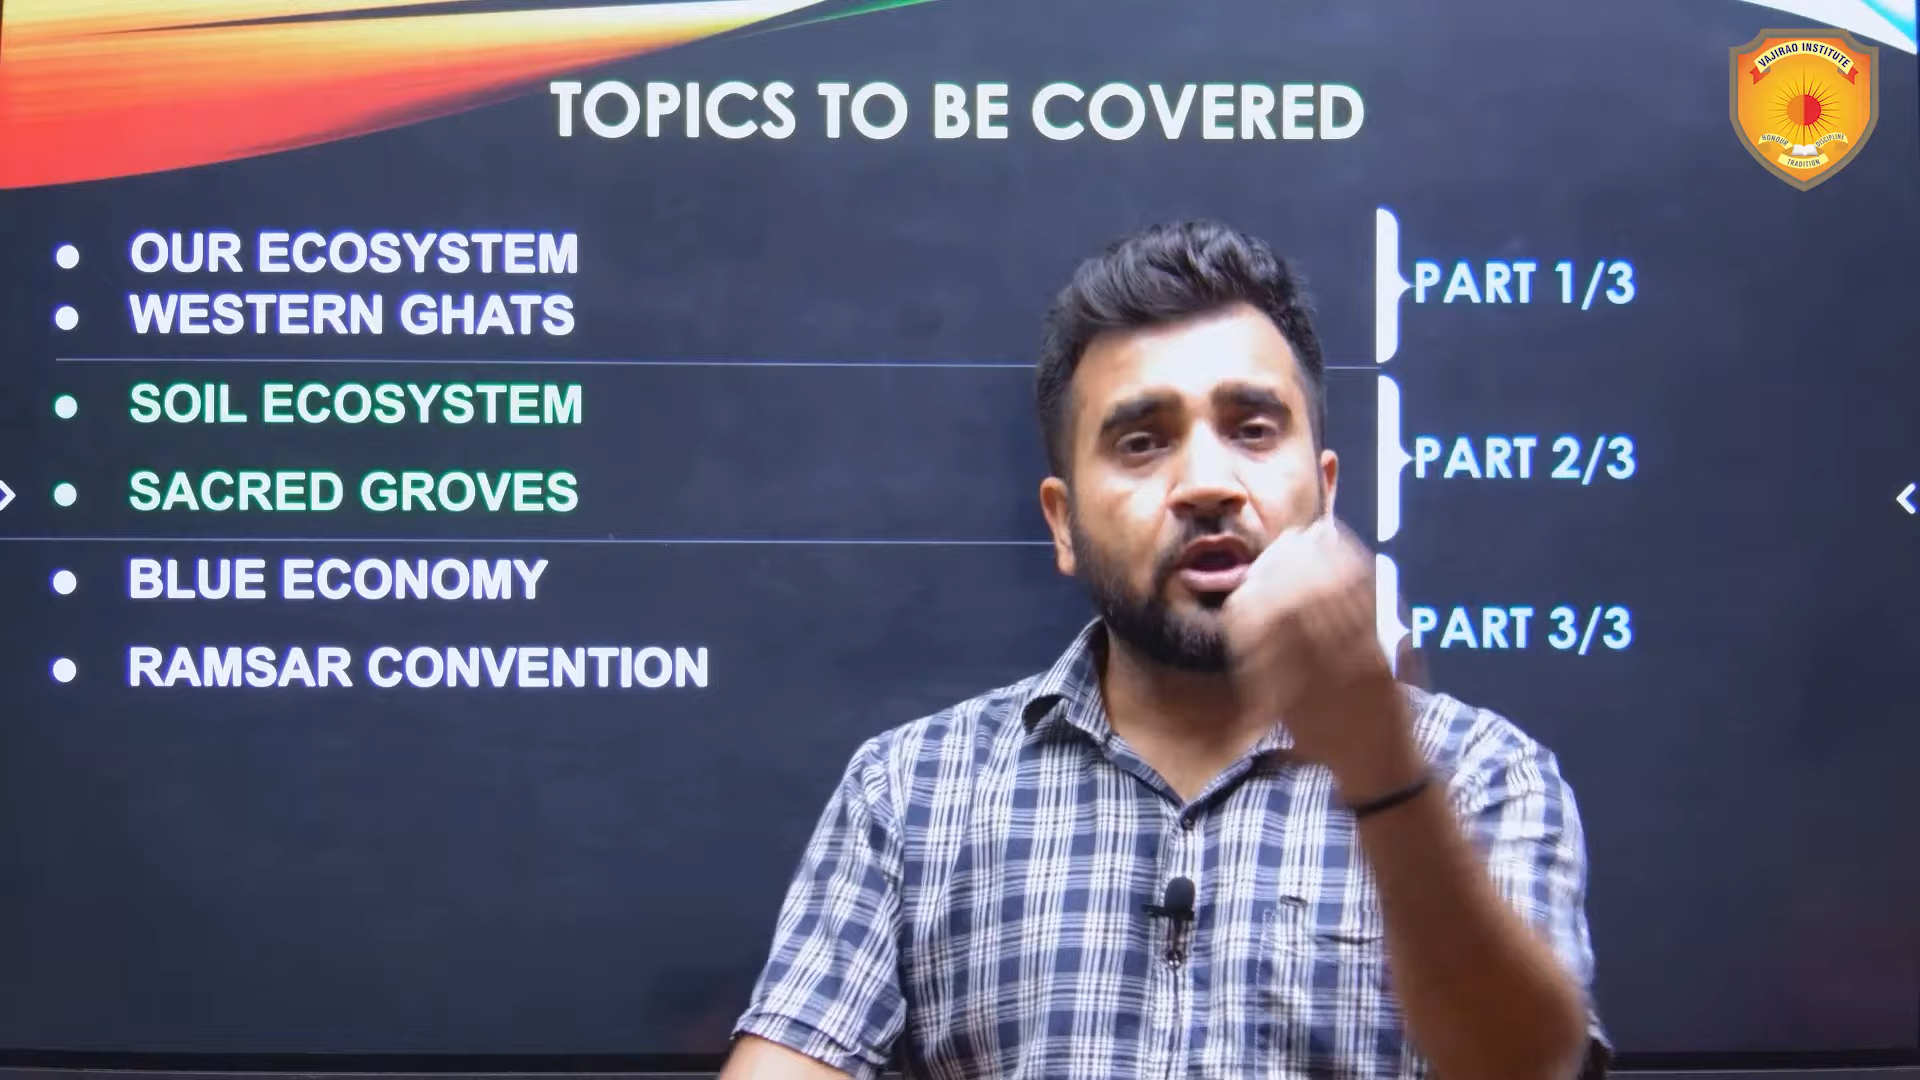 TOPICS TO BE COVERED
VAJIRAO INSTITUTE
HONOUR
DISCIPLINE
TRADITION
OUR ECOSYSTEM
WESTERN GHATS
PART 1/3
SOIL ECOSYSTEM
SACRED GROVES
PART 2/3
BLUE ECONOMY
RAMSAR CONVENTION
PART 3/3